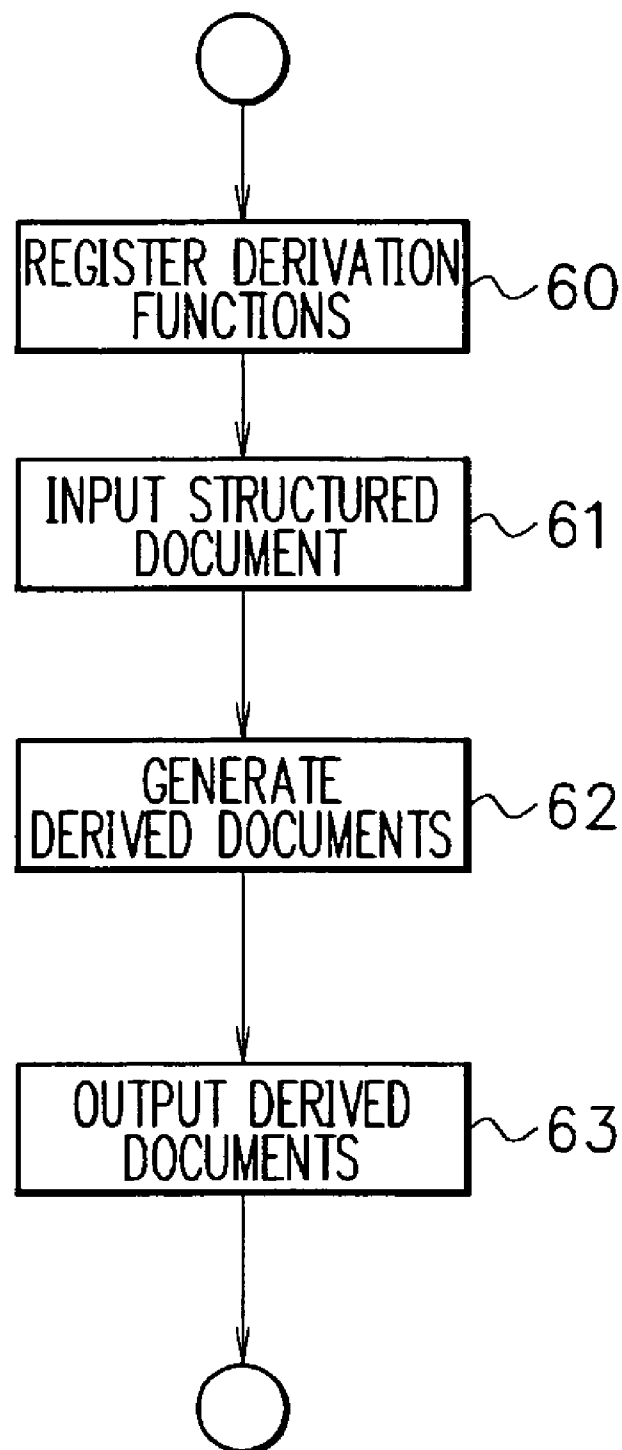 REGISTER DERIVATION
FUNCTIONS
60
INPUT STRUCTURED
DOCUMENT
61
GENERATE
DERIVED DOCUMENTS
62
OUTPUT DERIVED
DOCUMENTS
63